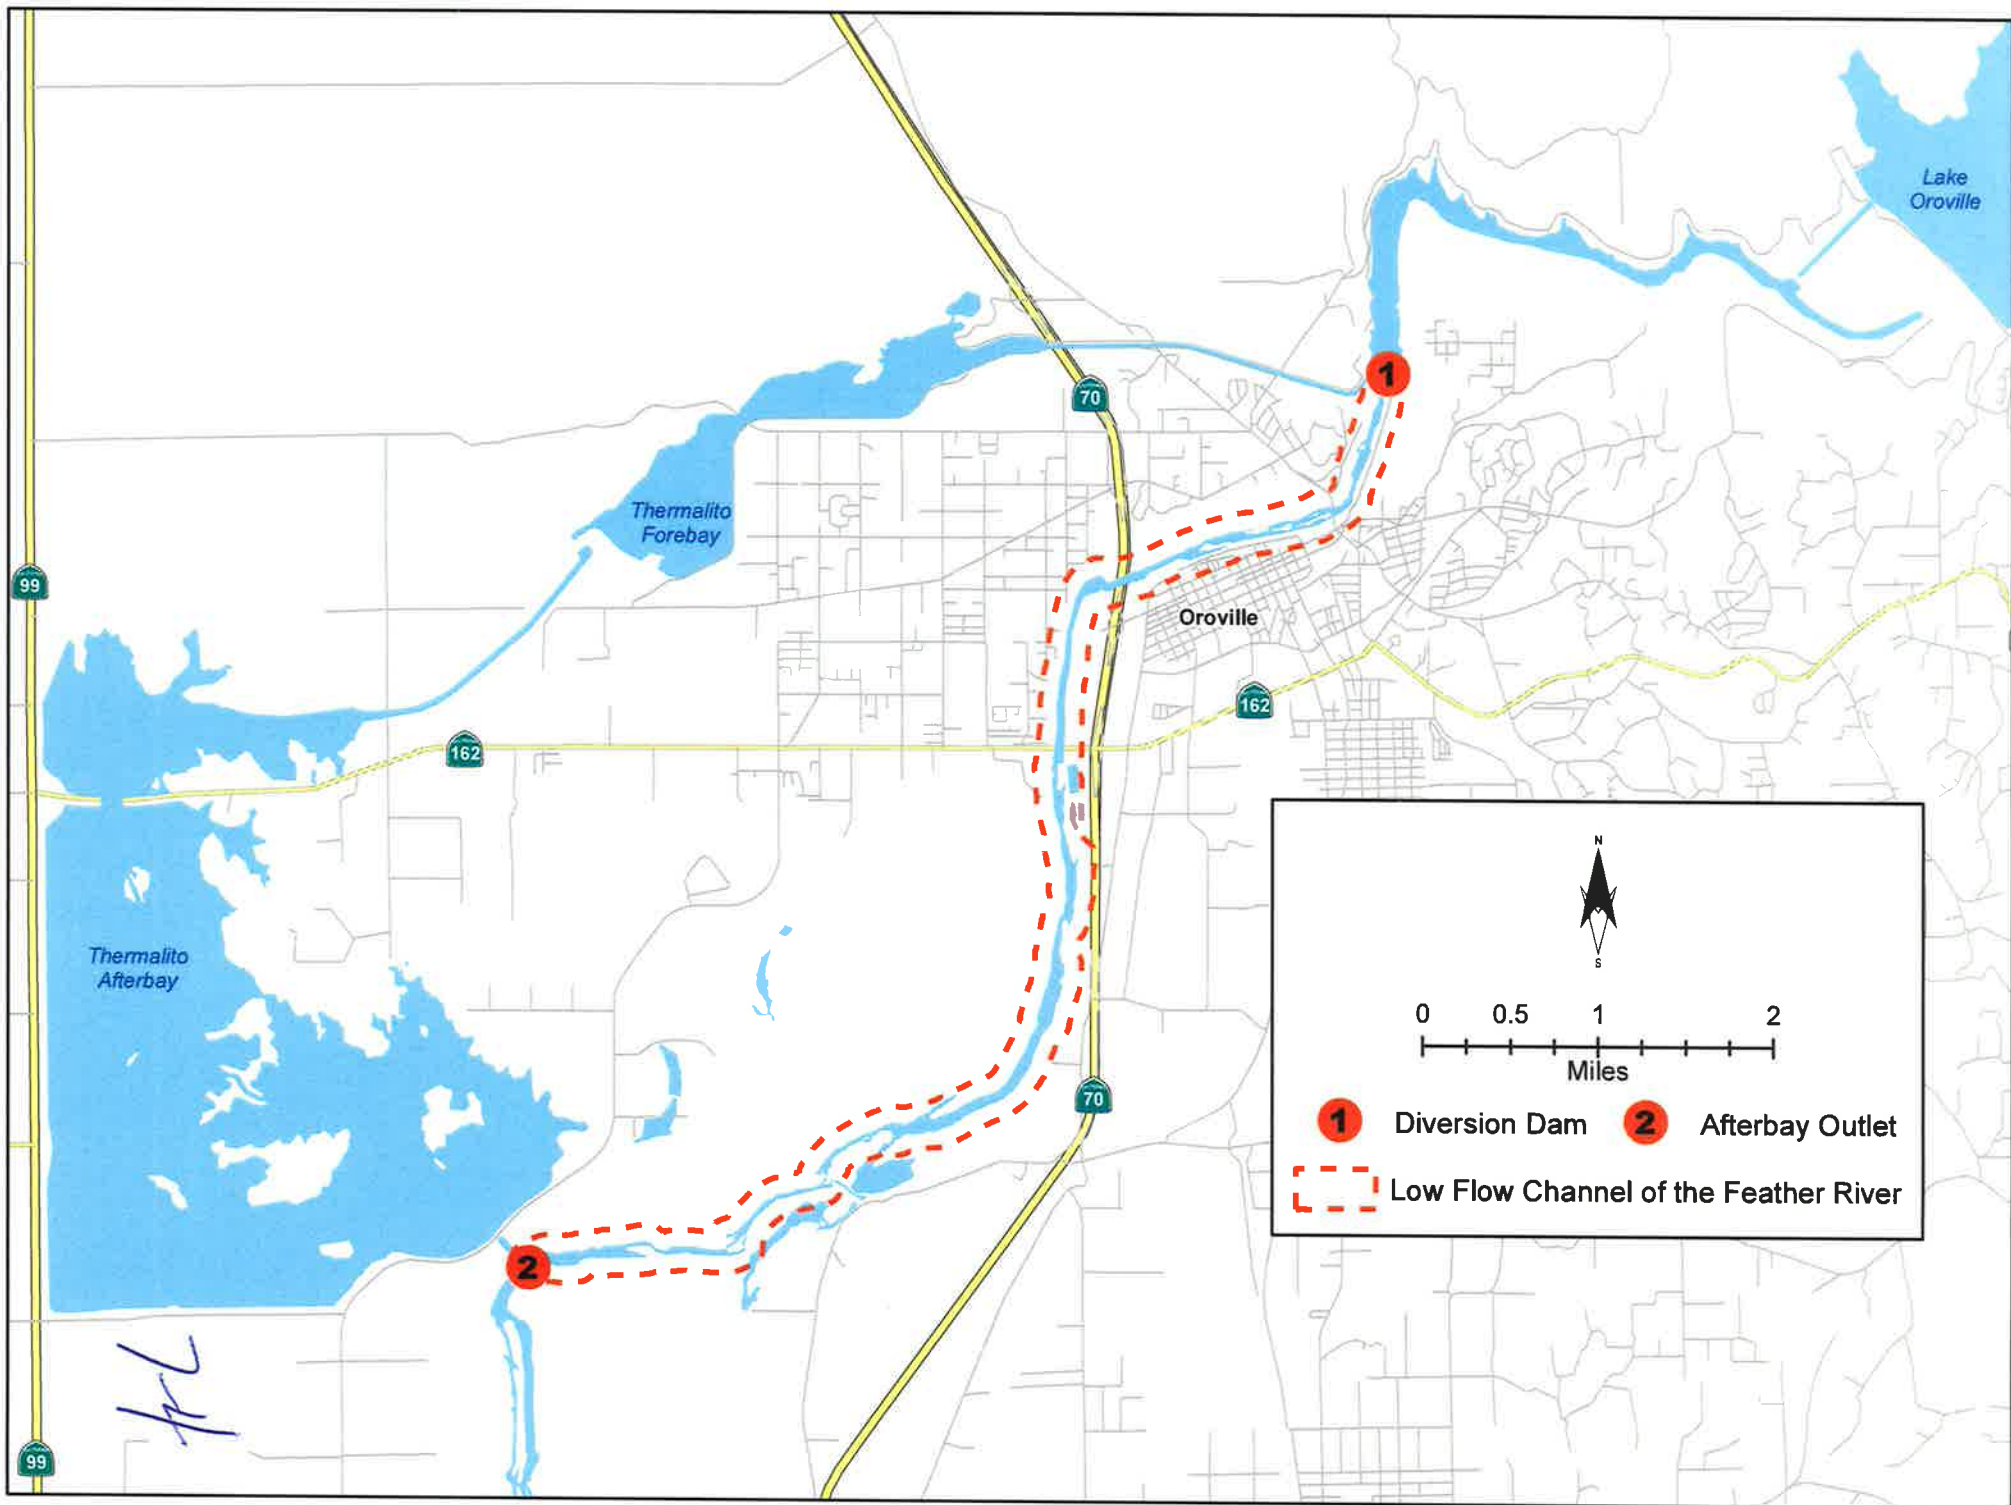 Lake
Oroville
70
1
Thermalito
Forebay
99
Oroville
162
162
Thermalito
Afterbay
N
S
0 0.5 1 2
Miles
70
1 Diversion Dam 2 Afterbay Outlet
Low Flow Channel of the Feather River
2
99